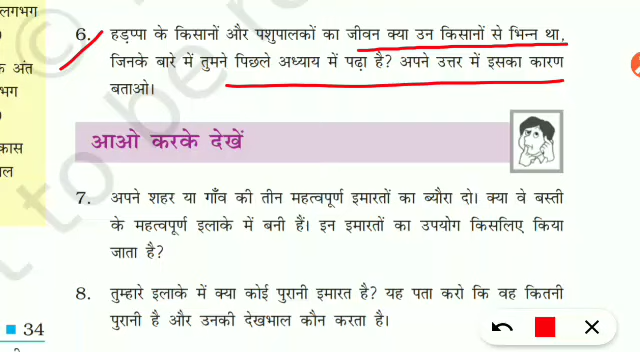 लगभग
के अंत
भग
कास
ल
6. हड़प्पा के किसानों और पशुपालकों का जीवन क्या उन किसानों से भिन्न था,
जिनके बारे में तुमने पिछले अध्याय में पढ़ा है? अपने उत्तर में इसका कारण
बताओ।
आओ करके देखें
7. अपने शहर या गाँव की तीन महत्वपूर्ण इमारतों का ब्यौरा दो। क्या वे बस्ती
के महत्वपूर्ण इलाके में बनी हैं। इन इमारतों का उपयोग किसलिए किया
जाता है?
8. तुम्हारे इलाके में क्या कोई पुरानी इमारत है? यह पता करो कि वह कितनी
पुरानी है और उनकी देखभाल कौन करता है।
34